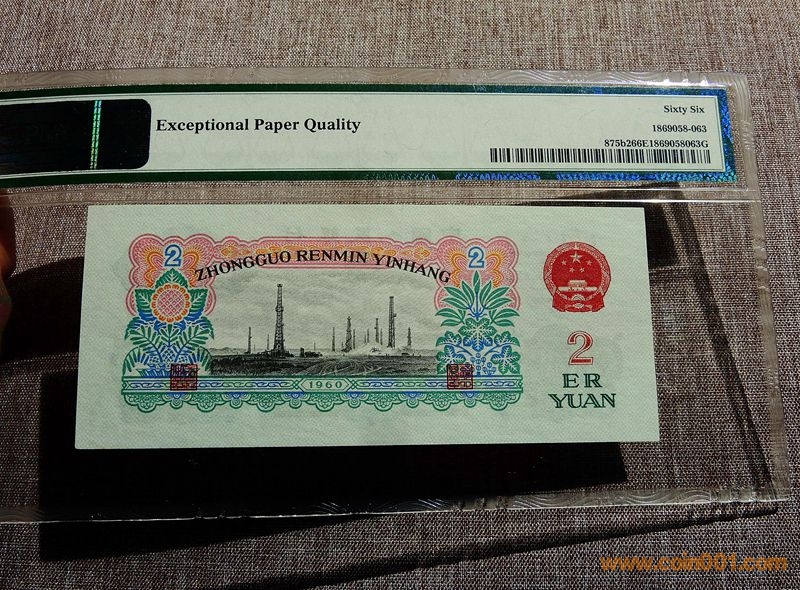 Exceptional Paper Quality
Sixty Six
1869058-063
875b266E1869058063G
2
2
ZHONGGUO RENMIN YINHANG
1960
2
ER
YUAN
www.coin001.com